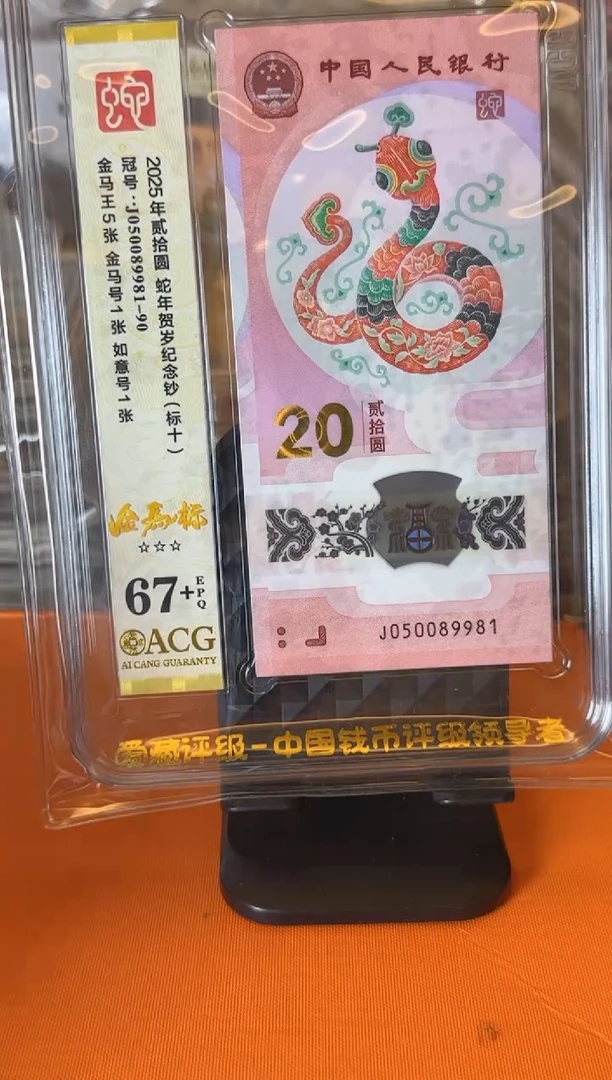 蛇
2025年贰拾圆 蛇年贺岁纪念钞（标十）
冠号：J050089981-90
金马王5张 金马号1张 如意号1张
金马标
☆☆☆
67+EPQ
ACG
AI CANG GUARANTY
中国人民银行
蛇
20
贰拾圆
J050089981
爱藏评级-中国钱币评级领导者